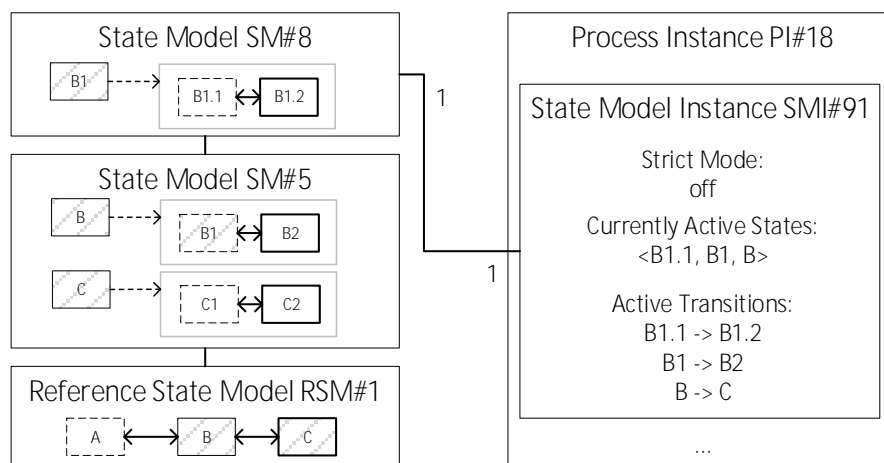 State Model SM#8
B1
B1.1
B1.2
State Model SM#5
B
B1
B2
C
C1
C2
Reference State Model RSM#1
A
B
C
1
1
Process Instance PI#18
State Model Instance SMI#91
Strict Mode:
off
Currently Active States:
<B1.1, B1, B>
Active Transitions:
B1.1 -> B1.2
B1 -> B2
B -> C
...